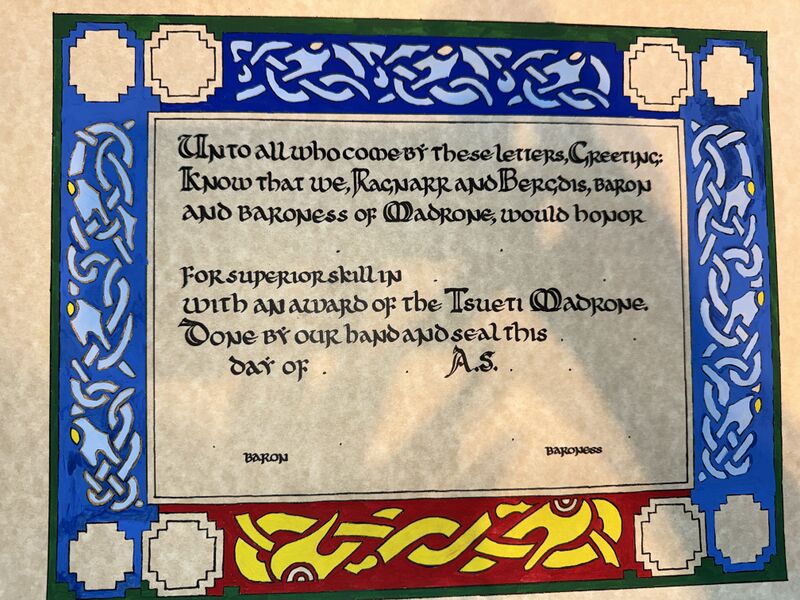 Unto all who come by these letters, Greeting:
Know that we, Ragnarr and Bergdis, baron
and baroness of Madrone, would honor
For superior skill in
with an award of the Tsueti Madrone.
Done by our hand and seal this
day of A.S.
Baron Baroness